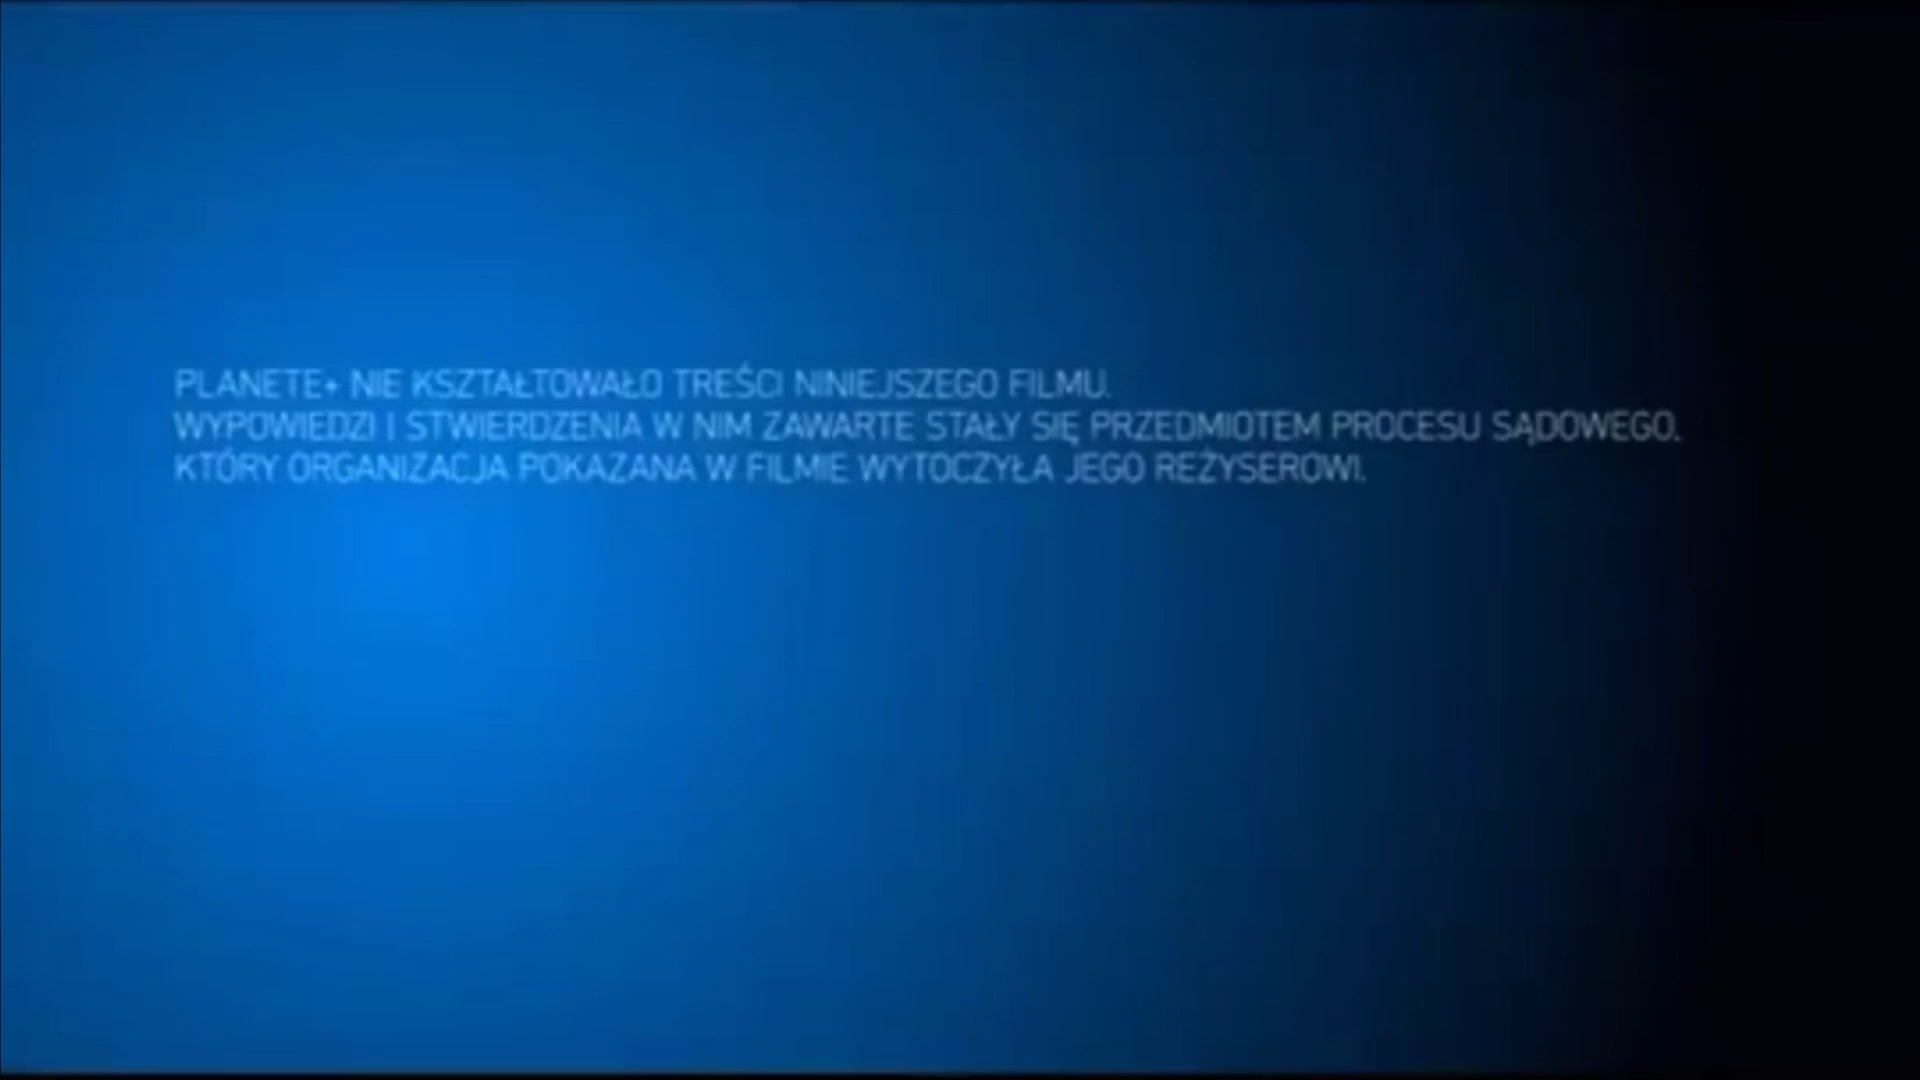 PLANETE+ NIE KSZTAŁTOWAŁO TREŚCI NINIEJSZEGO FILMU.
WYPOWIEDZI I STWIERDZENIA W NIM ZAWARTE STAŁY SIĘ PRZEDMIOTEM PROCESU SĄDOWEGO,
KTÓRY ORGANIZACJA POKAZANA W FILMIE WYTOCZYŁA JEGO REŻYSEROWI.